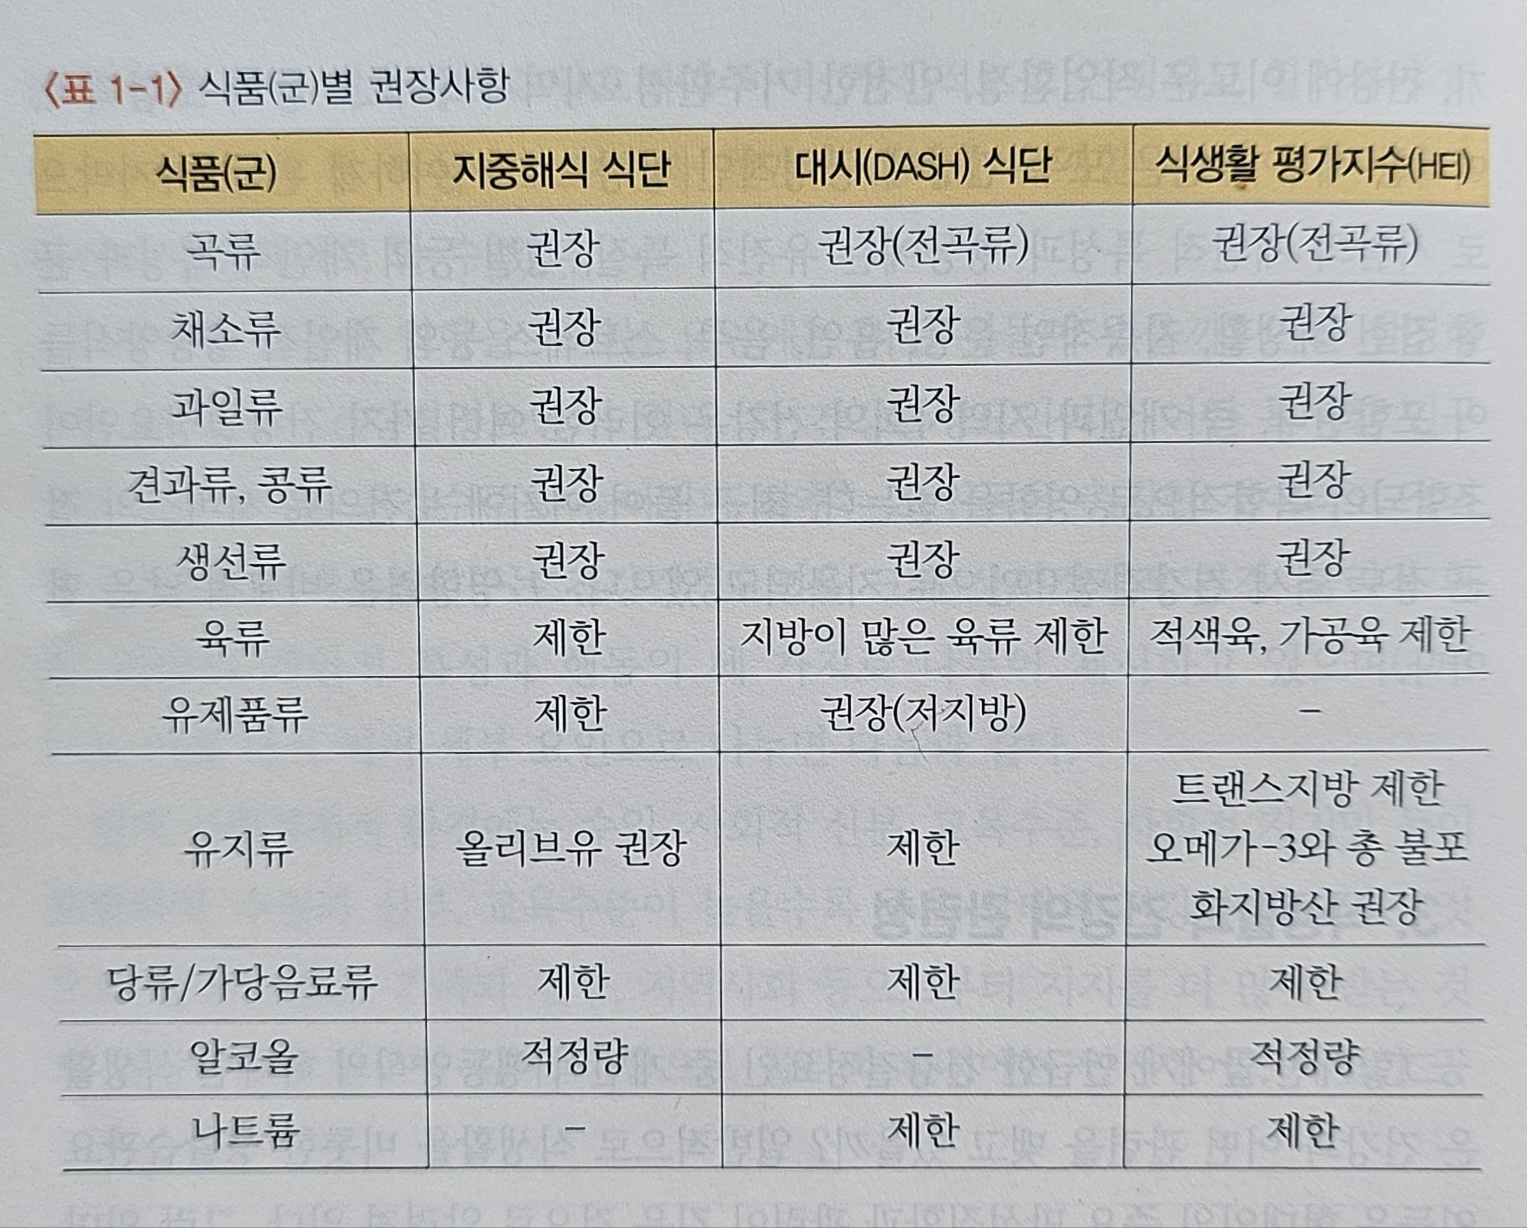 〈표 1-1〉 식품(군)별 권장사항
식품(군) 지중해식 식단 대시(DASH) 식단 식생활 평가지수(HEI)
곡류 권장 권장(전곡류) 권장(전곡류)
채소류 권장 권장 권장
과일류 권장 권장 권장
견과류, 콩류 권장 권장 권장
생선류 권장 권장 권장
육류 제한 지방이 많은 육류 제한 적색육, 가공육 제한
유제품류 제한 권장(저지방) –
유지류 올리브유 권장 제한 트랜스지방 제한
오메가-3와 총 불포
화지방산 권장
당류/가당음료류 제한 제한 제한
알코올 적정량 – 적정량
나트륨 – 제한 제한